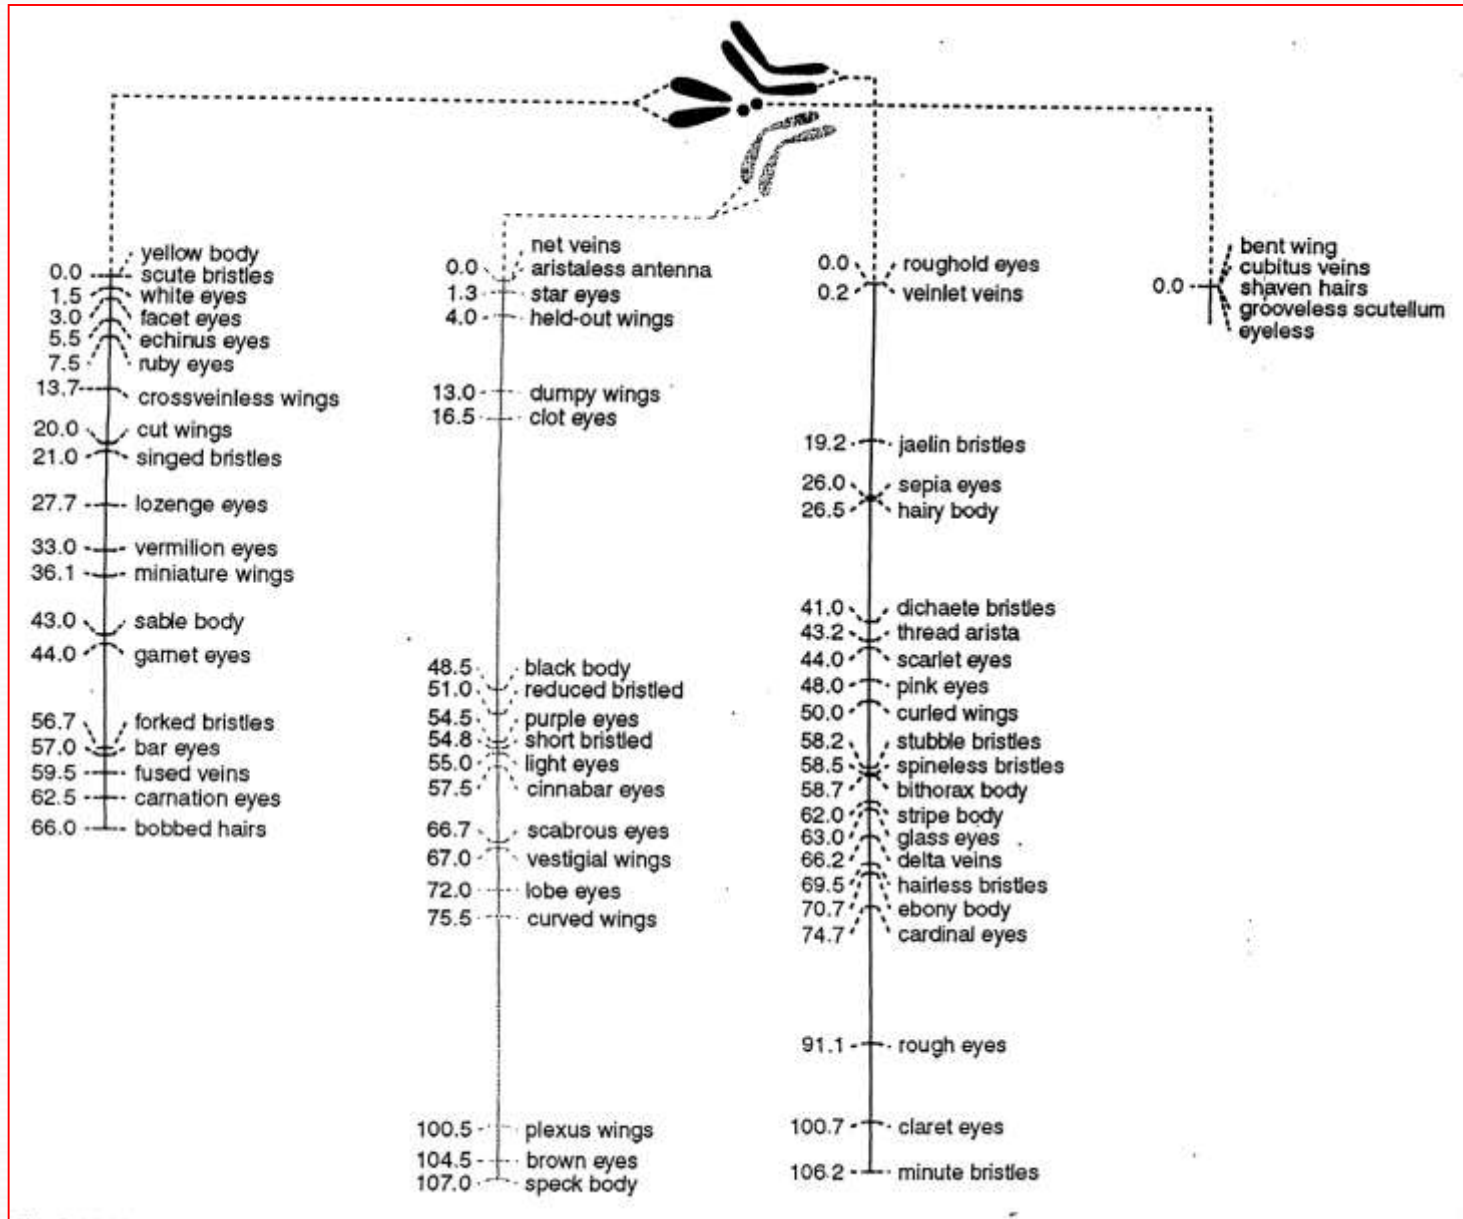 0.0 yellow body
scute bristles
1.5 white eyes
3.0 facet eyes
5.5 echinus eyes
7.5 ruby eyes
13.7 crossveinless wings
20.0 cut wings
21.0 singed bristles
27.7 lozenge eyes
33.0 vermilion eyes
36.1 miniature wings
43.0 sable body
44.0 garnet eyes
56.7 forked bristles
57.0 bar eyes
59.5 fused veins
62.5 carnation eyes
66.0 bobbed hairs
net veins
0.0 aristaless antenna
1.3 star eyes
4.0 held-out wings
13.0 dumpy wings
16.5 clot eyes
48.5 black body
51.0 reduced bristled
54.5 purple eyes
54.8 short bristled
55.0 light eyes
57.5 cinnabar eyes
66.7 scabrous eyes
67.0 vestigial wings
72.0 lobe eyes
75.5 curved wings
100.5 plexus wings
104.5 brown eyes
107.0 speck body
0.0 roughold eyes
0.2 veinlet veins
19.2 jaelin bristles
26.0 sepia eyes
26.5 hairy body
41.0 dichaete bristles
43.2 thread arista
44.0 scarlet eyes
48.0 pink eyes
50.0 curled wings
58.2 stubble bristles
58.5 spineless bristles
58.7 bithorax body
62.0 stripe body
63.0 glass eyes
66.2 delta veins
69.5 hairless bristles
70.7 ebony body
74.7 cardinal eyes
91.1 rough eyes
100.7 claret eyes
106.2 minute bristles
bent wing
cubitus veins
0.0 shaven hairs
grooveless scutellum
eyeless